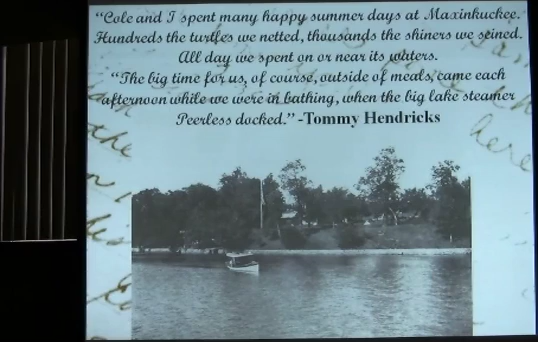 "Cole and I spent many happy summer days at Maxinkuckee.
Hundreds the turtles we netted, thousands the shiners we seined.
All day we spent on or near its waters.
"The big time for us, of course, outside of meals, came each
afternoon while we were in bathing, when the big lake steamer
Peerless docked." -Tommy Hendricks
the
here